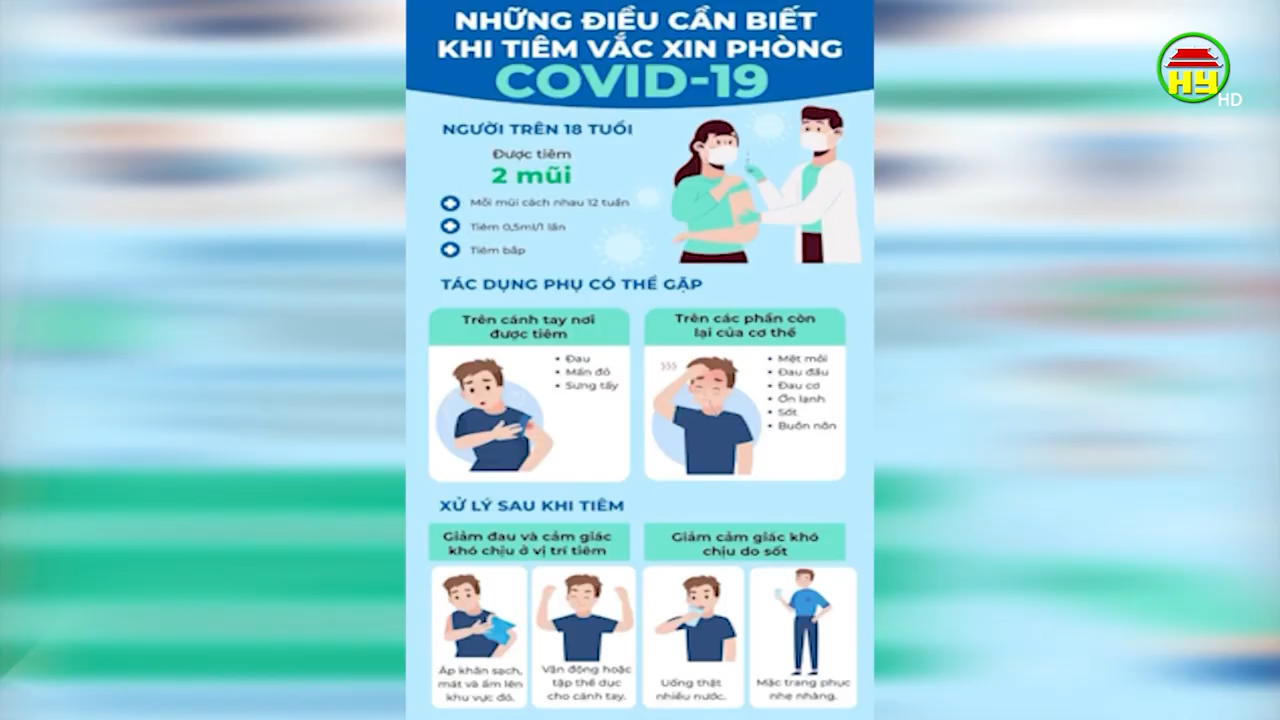 NHỮNG ĐIỀU CẦN BIẾT
KHI TIÊM VẮC XIN PHÒNG
COVID-19
HY
HD
NGƯỜI TRÊN 18 TUỔI
Được tiêm
2 mũi
Mỗi mũi cách nhau 12 tuần
Tiêm 0,5ml/1 lần
Tiêm bắp
TÁC DỤNG PHỤ CÓ THỂ GẶP
Trên cánh tay nơi
được tiêm
• Đau
• Mẩn đỏ
• Sưng tấy
Trên các phần còn
lại của cơ thể
• Mệt mỏi
• Đau đầu
• Đau cơ
• Ớn lạnh
• Sốt
• Buồn nôn
XỬ LÝ SAU KHI TIÊM
Giảm đau và cảm giác
khó chịu ở vị trí tiêm
Áp khăn sạch,
mát và ẩm lên
khu vực đó.
Vận động hoặc
tập thể dục
cho cánh tay.
Giảm cảm giác khó
chịu do sốt
Uống thật
nhiều nước.
Mặc trang phục
nhẹ nhàng.